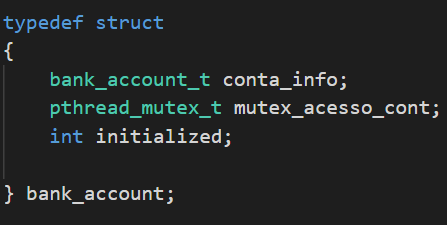 typedef struct
{
    bank_account_t conta_info;
    pthread_mutex_t mutex_acesso_cont;
    int initialized;
} bank_account;